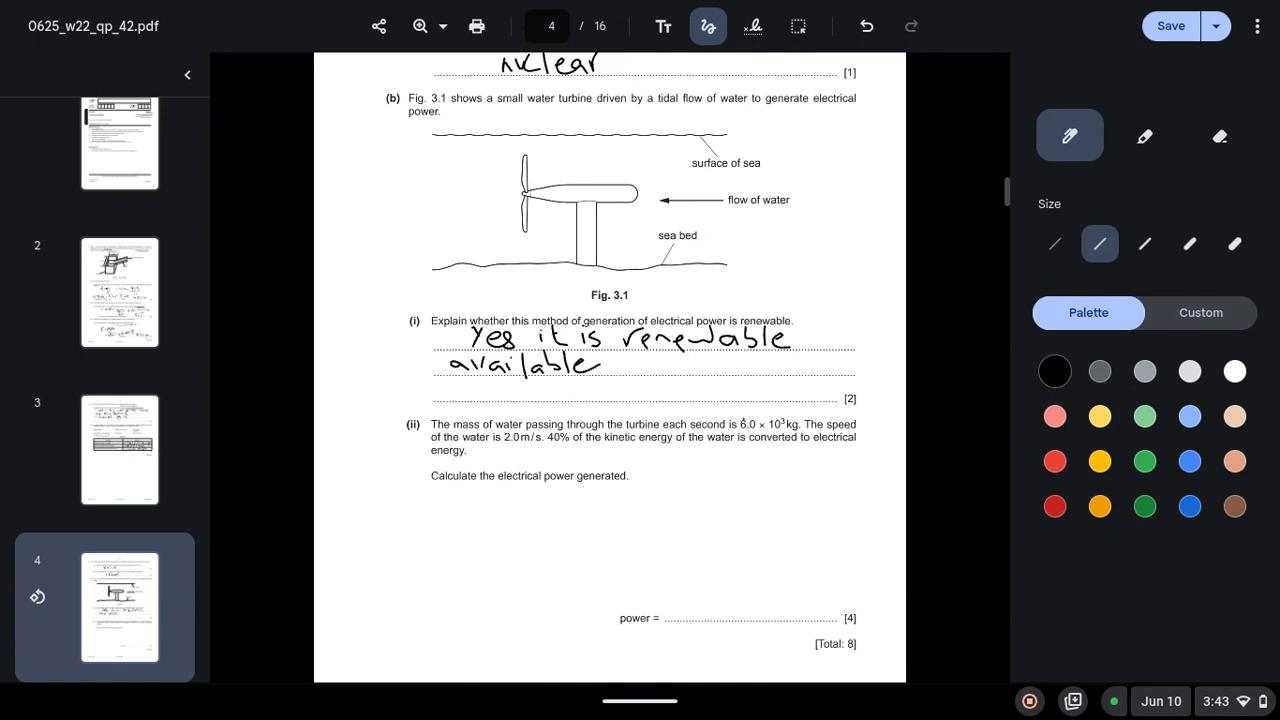 0625_w22_qp_42.pdf
4 / 16
Save
nuclear
[1]
(b) Fig. 3.1 shows a small water turbine driven by a tidal flow of water to generate electrical
power.
surface of sea
flow of water
sea bed
Fig. 3.1
(i) Explain whether this method of generation of electrical power is renewable.
Yes it is renewable
available
[2]
(ii) The mass of water passing through the turbine each second is 6.0 × 10³ kg. The speed
of the water is 2.0 m/s. 40% of the kinetic energy of the water is converted to electrical
energy.
Calculate the electrical power generated.
power = [4]
[Total: 8]
2
3
4
Size
Palette
Custom
Jun 10
3:43